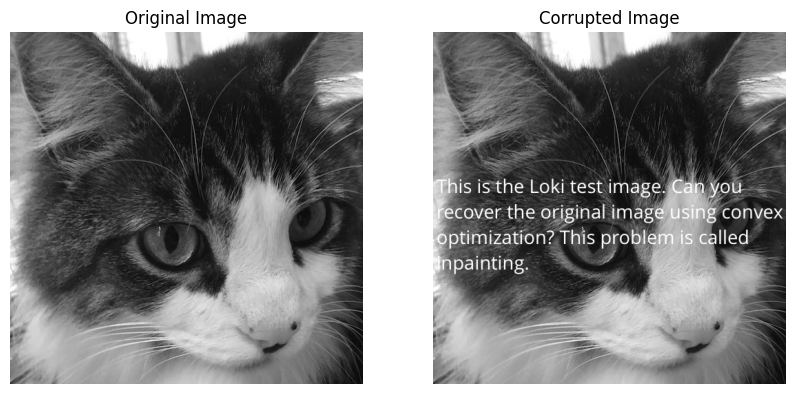 Original Image
Corrupted Image
This is the Loki test image. Can you
recover the original image using convex
optimization? This problem is called
inpainting.